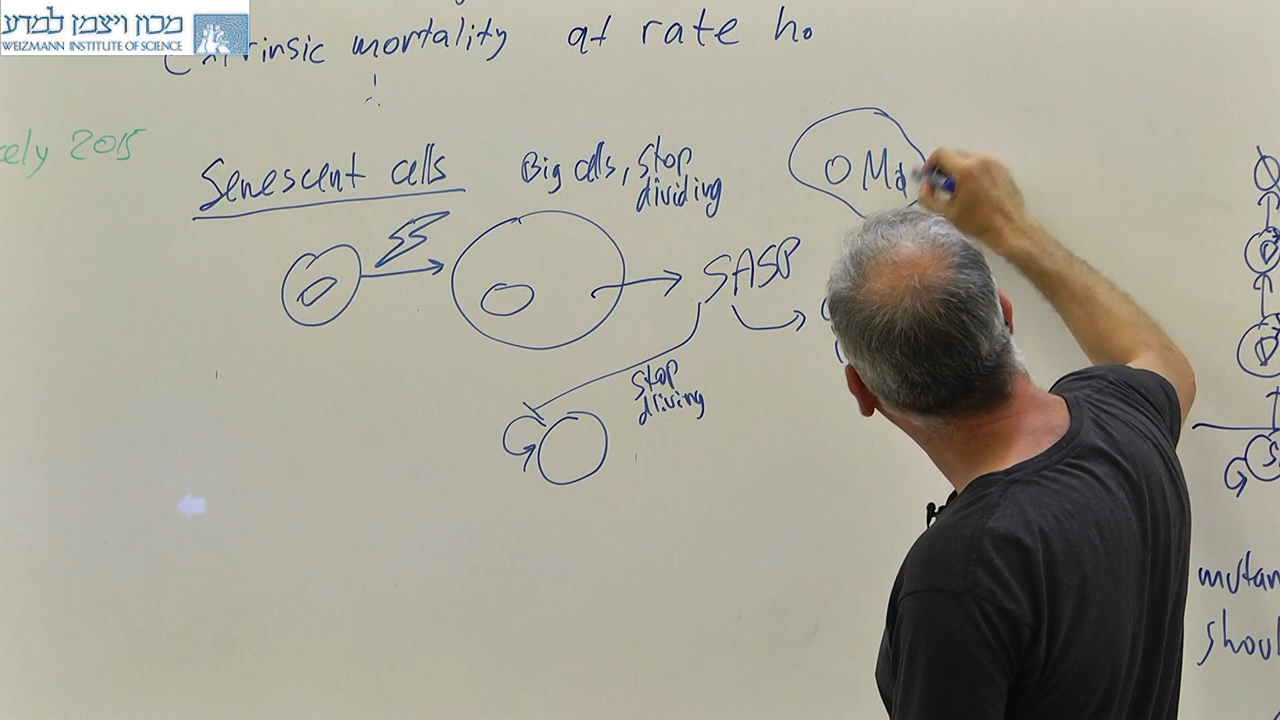 מכון ויצמן למדע
WEIZMANN INSTITUTE OF SCIENCE
mortality at rate h₀
2015
Senescent cells
Big cells, stop
dividing
Ma
SASP
stop
dividing